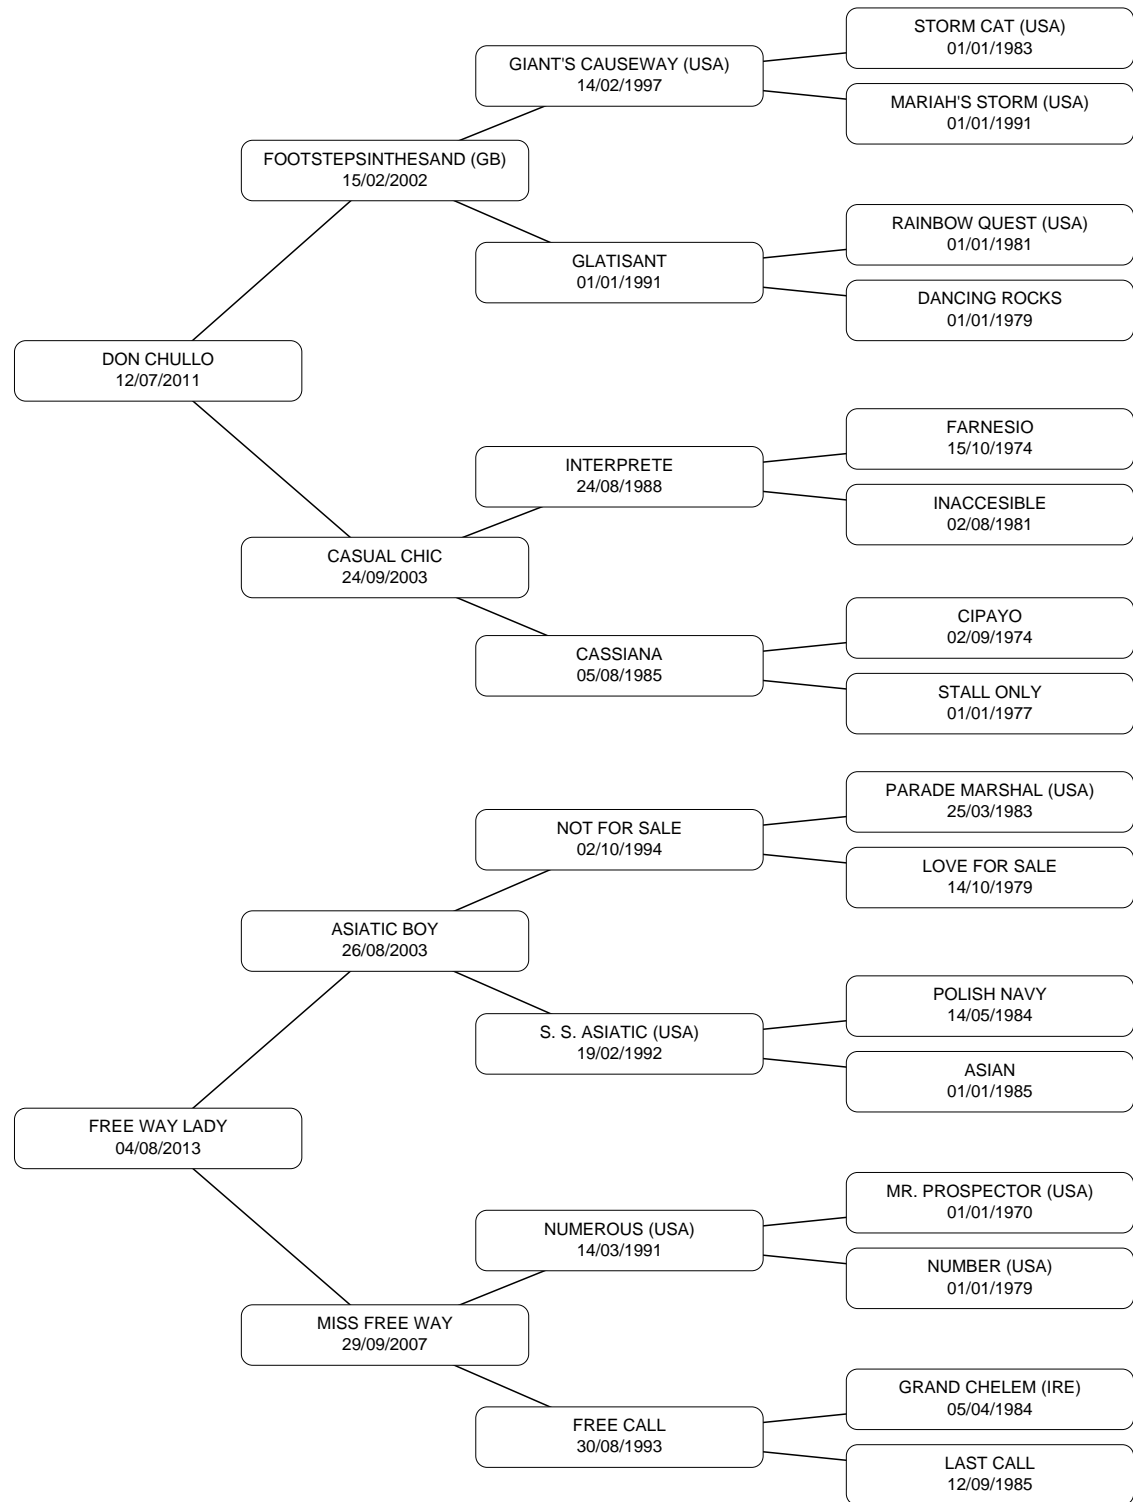 STORM CAT (USA)
01/01/1983
GIANT'S CAUSEWAY (USA)
14/02/1997
MARIAH'S STORM (USA)
01/01/1991
FOOTSTEPSINTHESAND (GB)
15/02/2002
RAINBOW QUEST (USA)
01/01/1981
GLATISANT
01/01/1991
DANCING ROCKS
01/01/1979
DON CHULLO
12/07/2011
FARNESIO
15/10/1974
INTERPRETE
24/08/1988
INACCESIBLE
02/08/1981
CASUAL CHIC
24/09/2003
CIPAYO
02/09/1974
CASSIANA
05/08/1985
STALL ONLY
01/01/1977
PARADE MARSHAL (USA)
25/03/1983
NOT FOR SALE
02/10/1994
LOVE FOR SALE
14/10/1979
ASIATIC BOY
26/08/2003
POLISH NAVY
14/05/1984
S. S. ASIATIC (USA)
19/02/1992
ASIAN
01/01/1985
FREE WAY LADY
04/08/2013
MR. PROSPECTOR (USA)
01/01/1970
NUMEROUS (USA)
14/03/1991
NUMBER (USA)
01/01/1979
MISS FREE WAY
29/09/2007
GRAND CHELEM (IRE)
05/04/1984
FREE CALL
30/08/1993
LAST CALL
12/09/1985